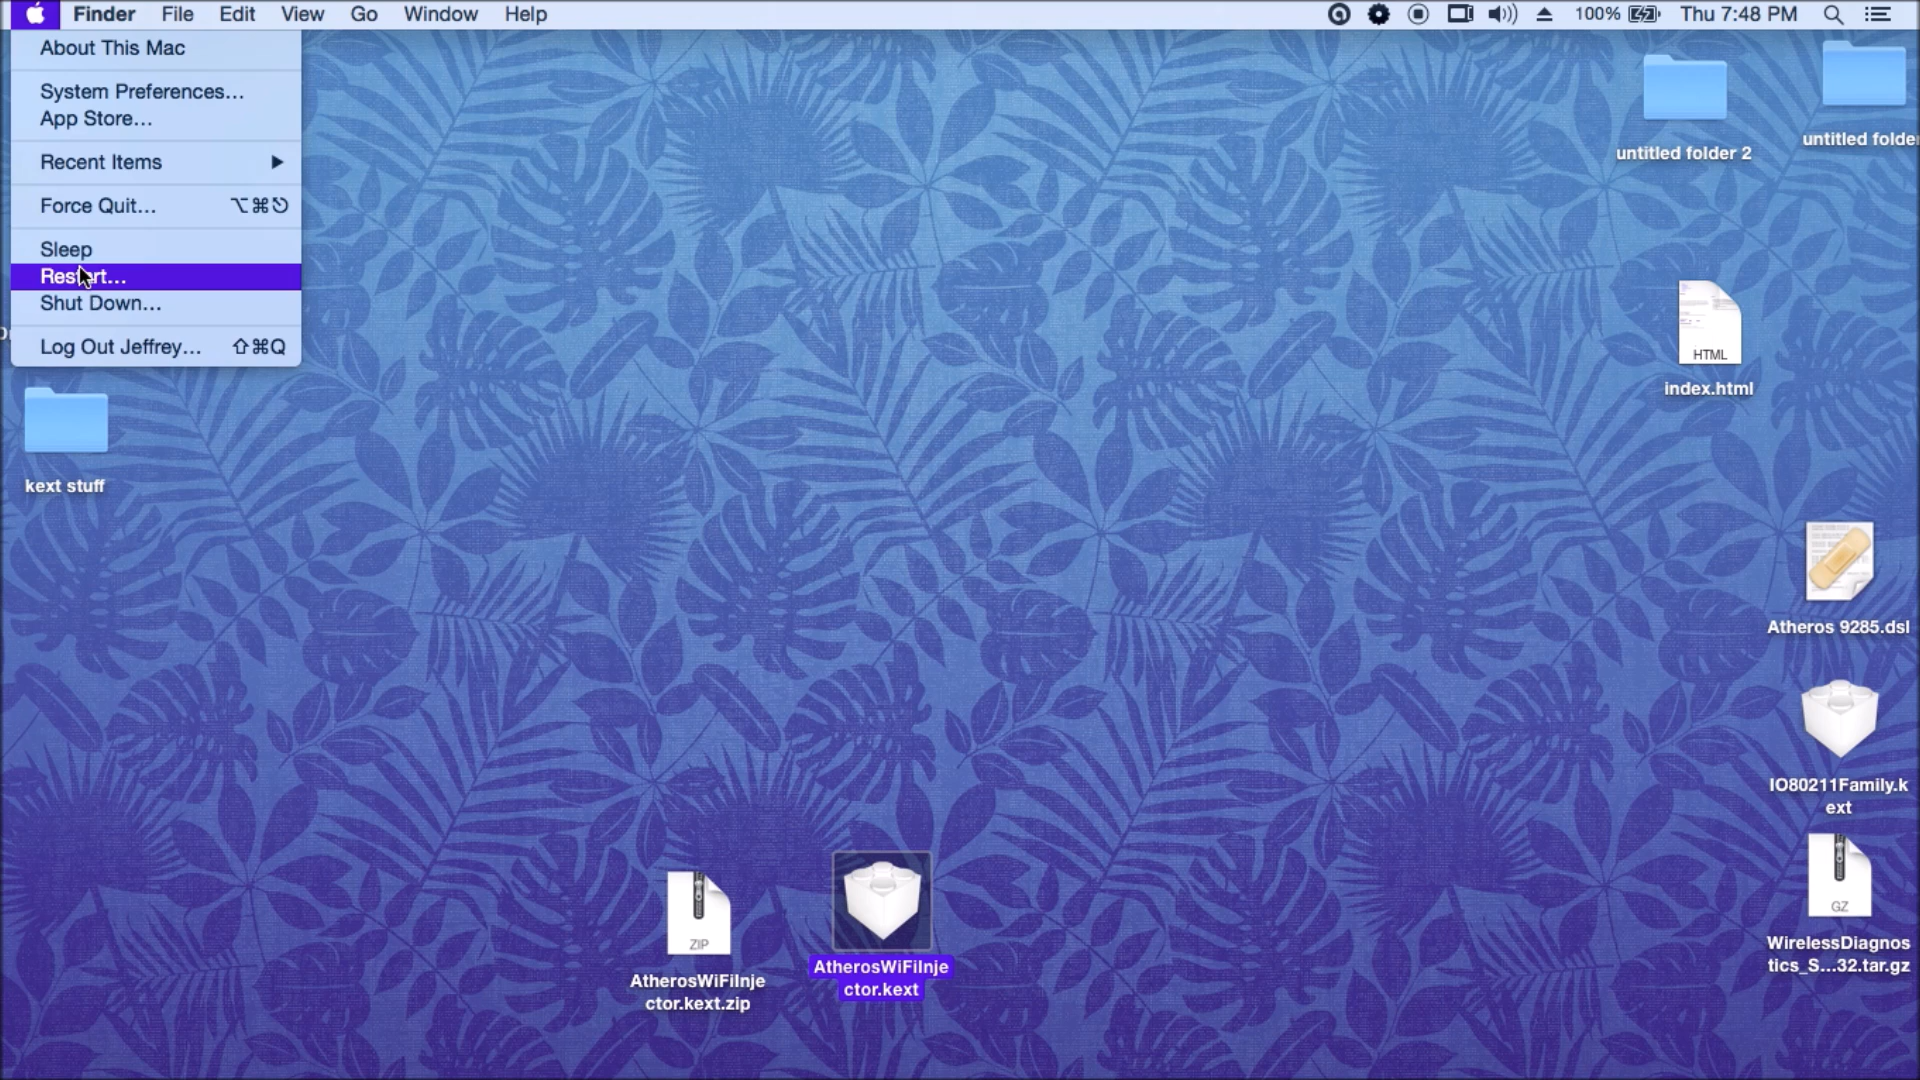 Finder File Edit View Go Window Help 100% Thu 7:48 PM
About This Mac
System Preferences...
App Store...
Recent Items
Force Quit... ⌥⌘⎋
Sleep
Restart...
Shut Down...
Log Out Jeffrey... ⇧⌘Q
kext stuff
untitled folder 2
untitled folde
HTML
index.html
Atheros 9285.dsl
IO80211Family.k
ext
GZ
WirelessDiagnos
tics_S...32.tar.gz
ZIP
AtherosWiFiInje
ctor.kext.zip
AtherosWiFiInje
ctor.kext